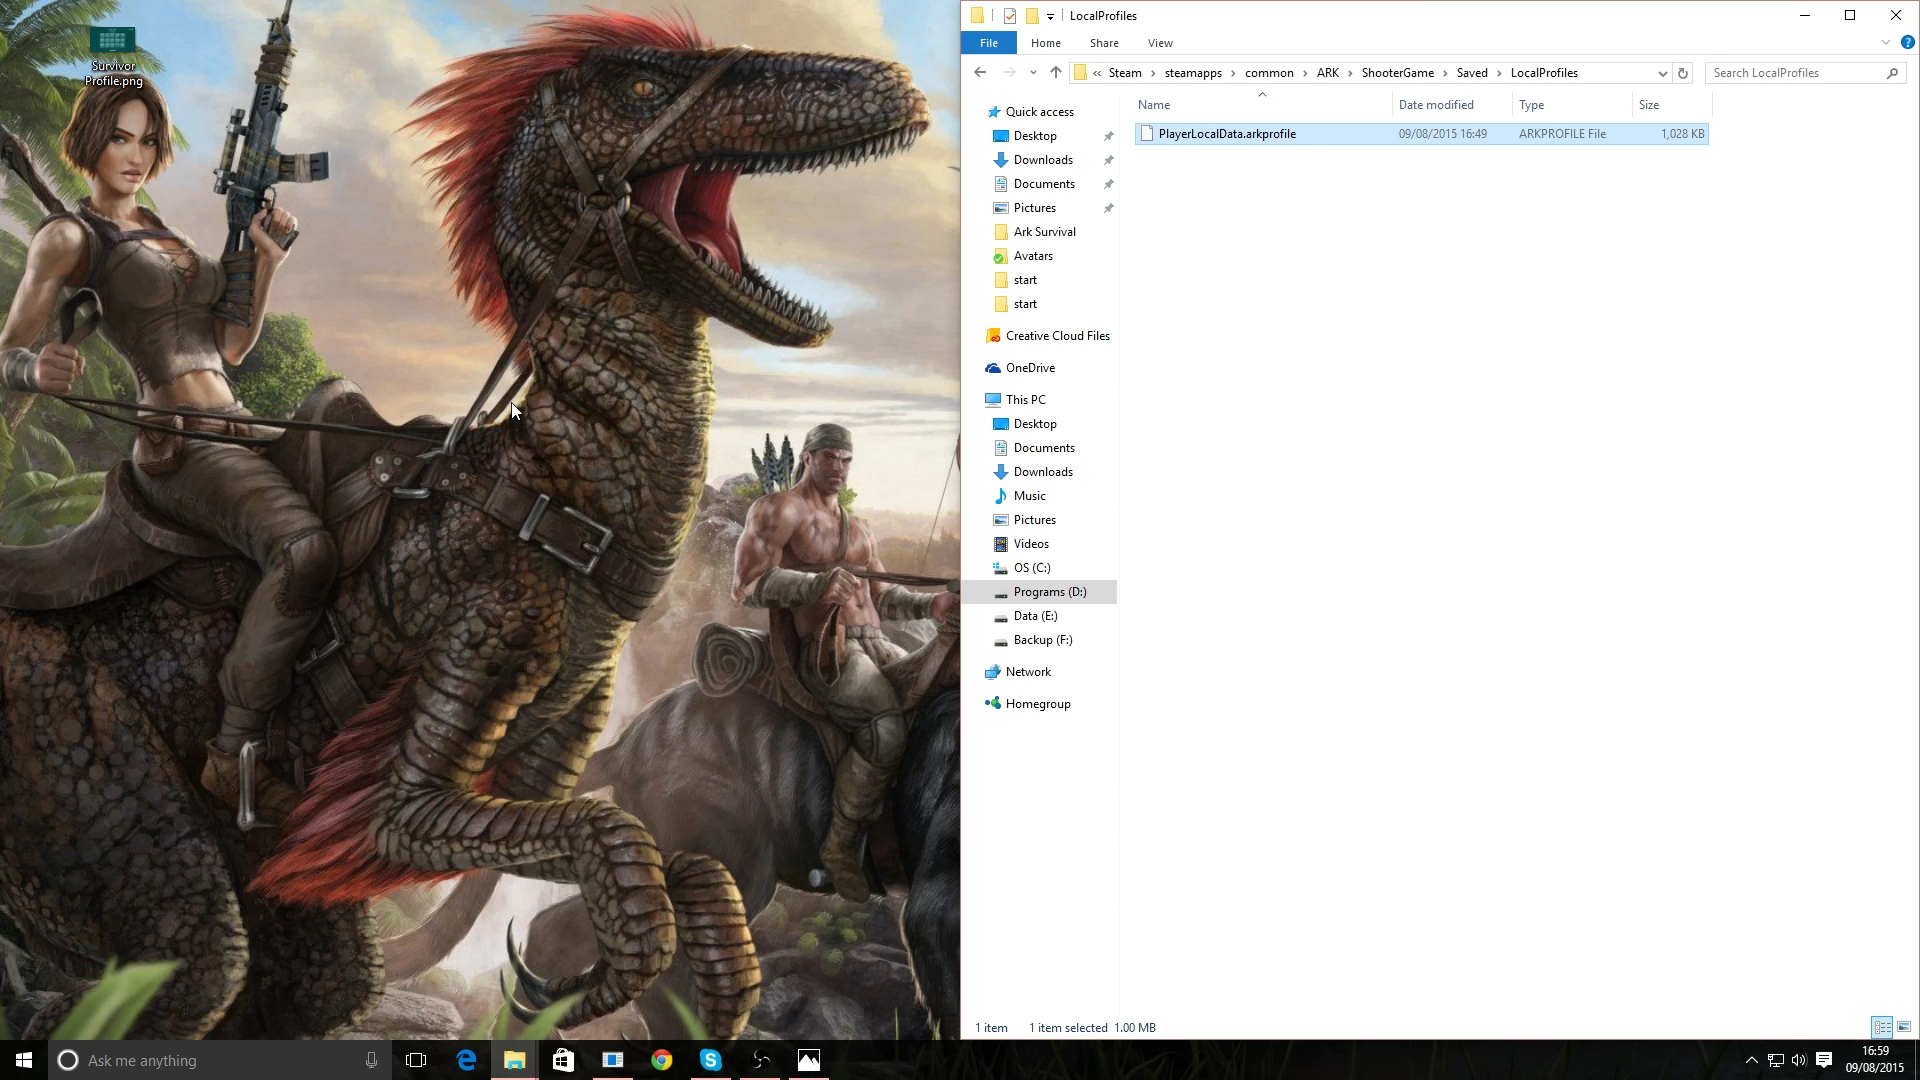 Survivor
Profile.png
LocalProfiles
File Home Share View
« Steam > steamapps > common > ARK > ShooterGame > Saved > LocalProfiles
Search LocalProfiles
Name Date modified Type Size
PlayerLocalData.arkprofile 09/08/2015 16:49 ARKPROFILE File 1,028 KB
Quick access
Desktop
Downloads
Documents
Pictures
Ark Survival
Avatars
start
start
Creative Cloud Files
OneDrive
This PC
Desktop
Documents
Downloads
Music
Pictures
Videos
OS (C:)
Programs (D:)
Data (E:)
Backup (F:)
Network
Homegroup
1 item 1 item selected 1.00 MB
Ask me anything
16:59
09/08/2015